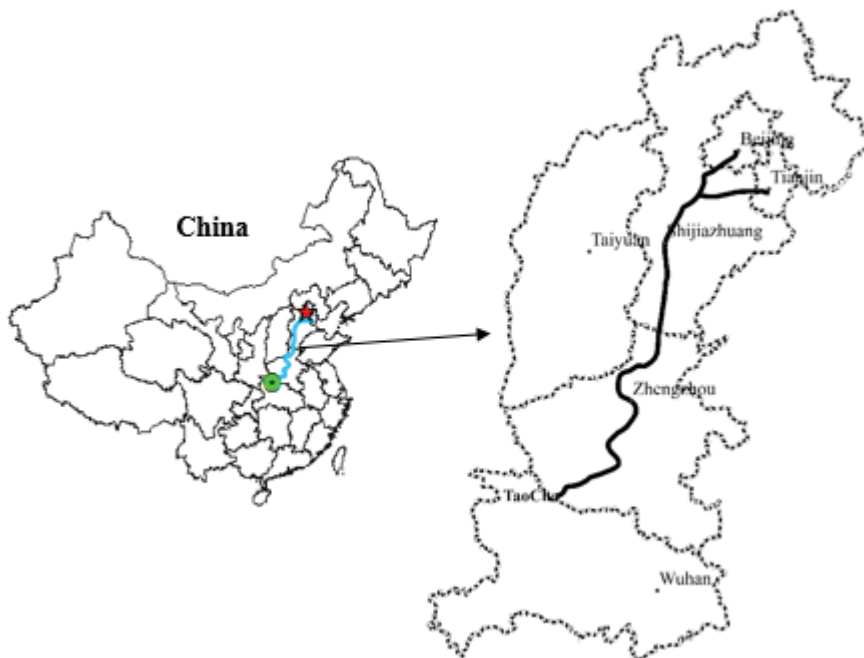 China
Beijing
Tianjin
Taiyuan
Shijiazhuang
Zhengzhou
TaoCha
Wuhan